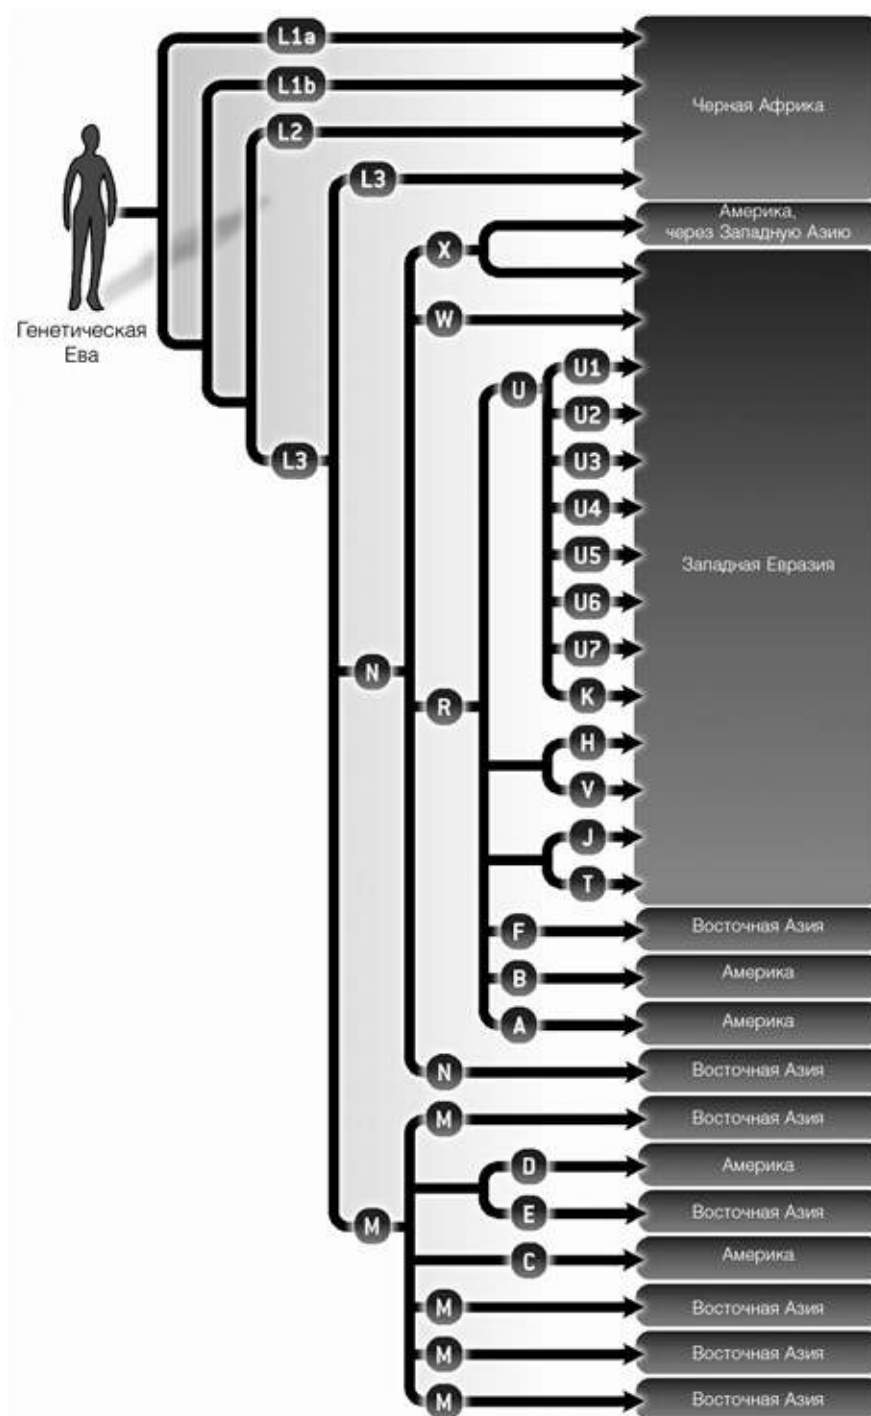 L1a
L1b
L2
Черная Африка
L3
Америка,
через Западную Азию
X
W
Генетическая
Ева
U1
U
U2
L3
U3
U4
U5
Западная Евразия
U6
U7
N
K
R
H
V
J
T
F
Восточная Азия
B
Америка
A
Америка
N
Восточная Азия
M
Восточная Азия
D
Америка
E
Восточная Азия
M
C
Америка
M
Восточная Азия
M
Восточная Азия
M
Восточная Азия